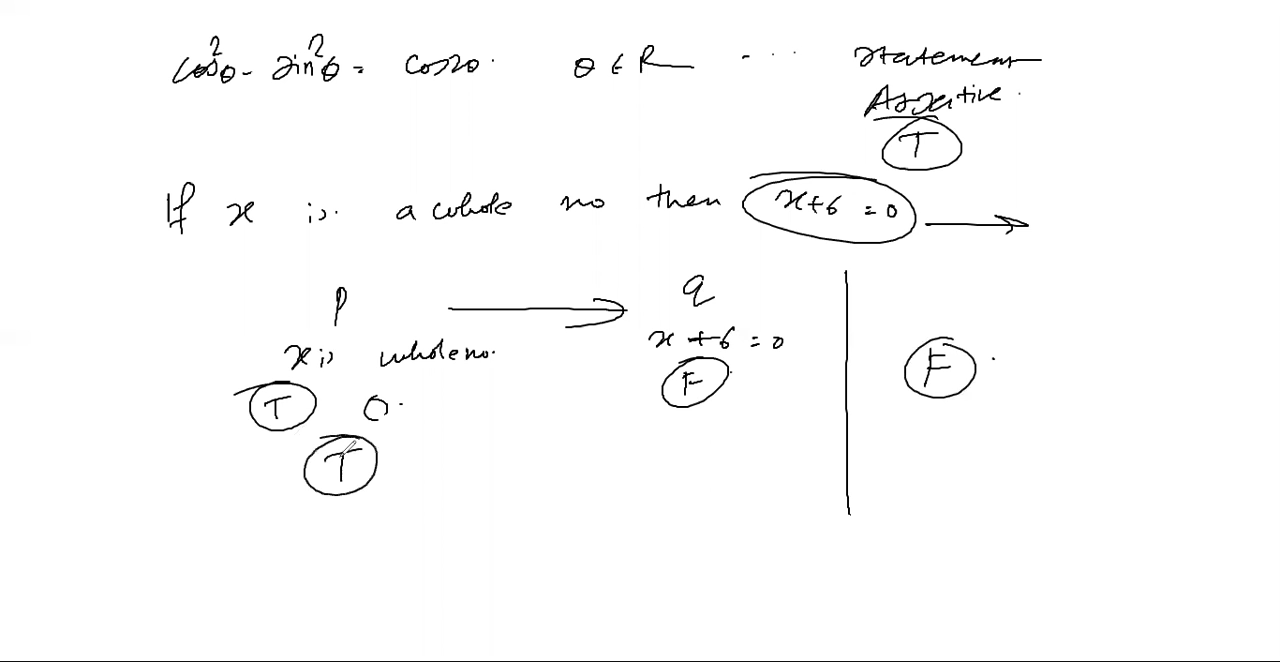 cos²θ - sin²θ = cos2θ. θ ∈ R - ... statement
Assertive.
T
If x is a whole no then x+6 = 0 →
p → q
x is whole no. x + 6 = 0
T 0. F F.
T